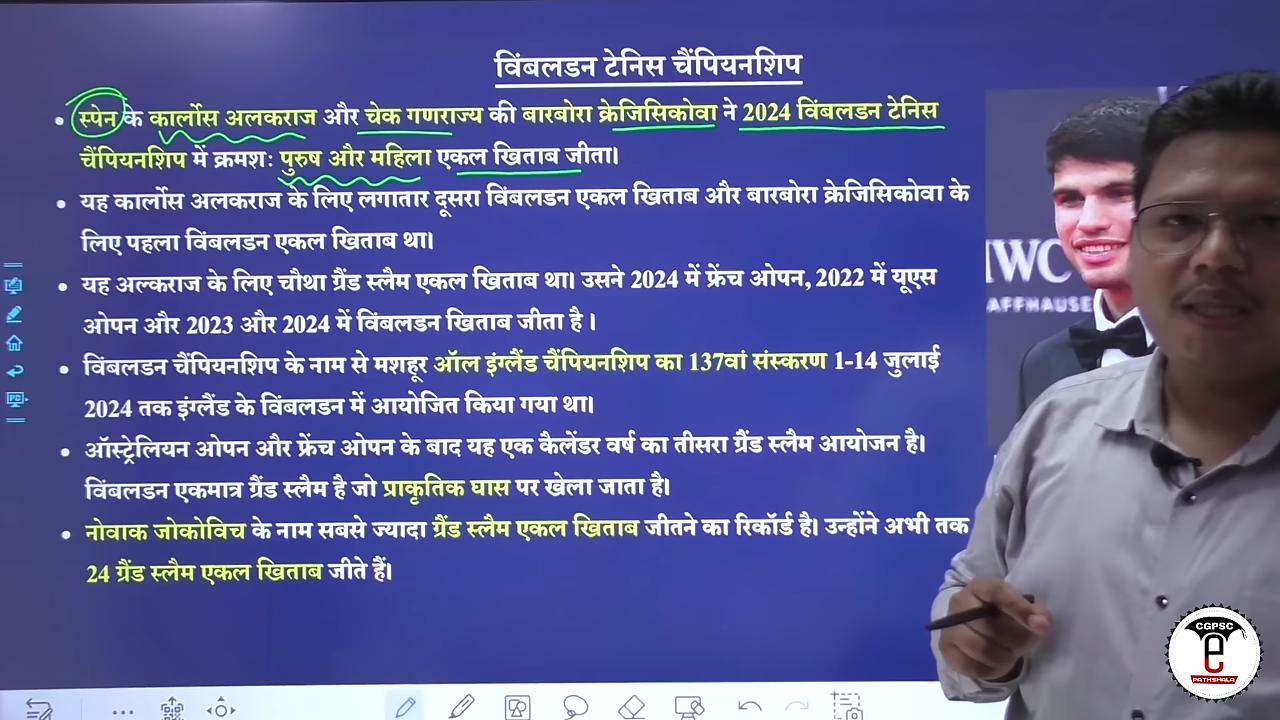 विंबलडन टेनिस चैंपियनशिप
• स्पेन के कार्लोस अलकराज और चेक गणराज्य की बारबोरा क्रेजिसिकोवा ने 2024 विंबलडन टेनिस
चैंपियनशिप में क्रमशः पुरुष और महिला एकल खिताब जीता।
• यह कार्लोस अलकराज के लिए लगातार दूसरा विंबलडन एकल खिताब और बारबोरा क्रेजिसिकोवा के
लिए पहला विंबलडन एकल खिताब था।
• यह अल्कराज के लिए चौथा ग्रैंड स्लैम एकल खिताब था। उसने 2024 में फ्रेंच ओपन, 2022 में यूएस
ओपन और 2023 और 2024 में विंबलडन खिताब जीता है ।
• विंबलडन चैंपियनशिप के नाम से मशहूर ऑल इंग्लैंड चैंपियनशिप का 137वां संस्करण 1-14 जुलाई
2024 तक इंग्लैंड के विंबलडन में आयोजित किया गया था।
• ऑस्ट्रेलियन ओपन और फ्रेंच ओपन के बाद यह एक कैलेंडर वर्ष का तीसरा ग्रैंड स्लैम आयोजन है।
विंबलडन एकमात्र ग्रैंड स्लैम है जो प्राकृतिक घास पर खेला जाता है।
• नोवाक जोकोविच के नाम सबसे ज्यादा ग्रैंड स्लैम एकल खिताब जीतने का रिकॉर्ड है। उन्होंने अभी तक
24 ग्रैंड स्लैम एकल खिताब जीते हैं।
IWC
AFFHAUSE
PD
CGPSC
e
PATHSHALA